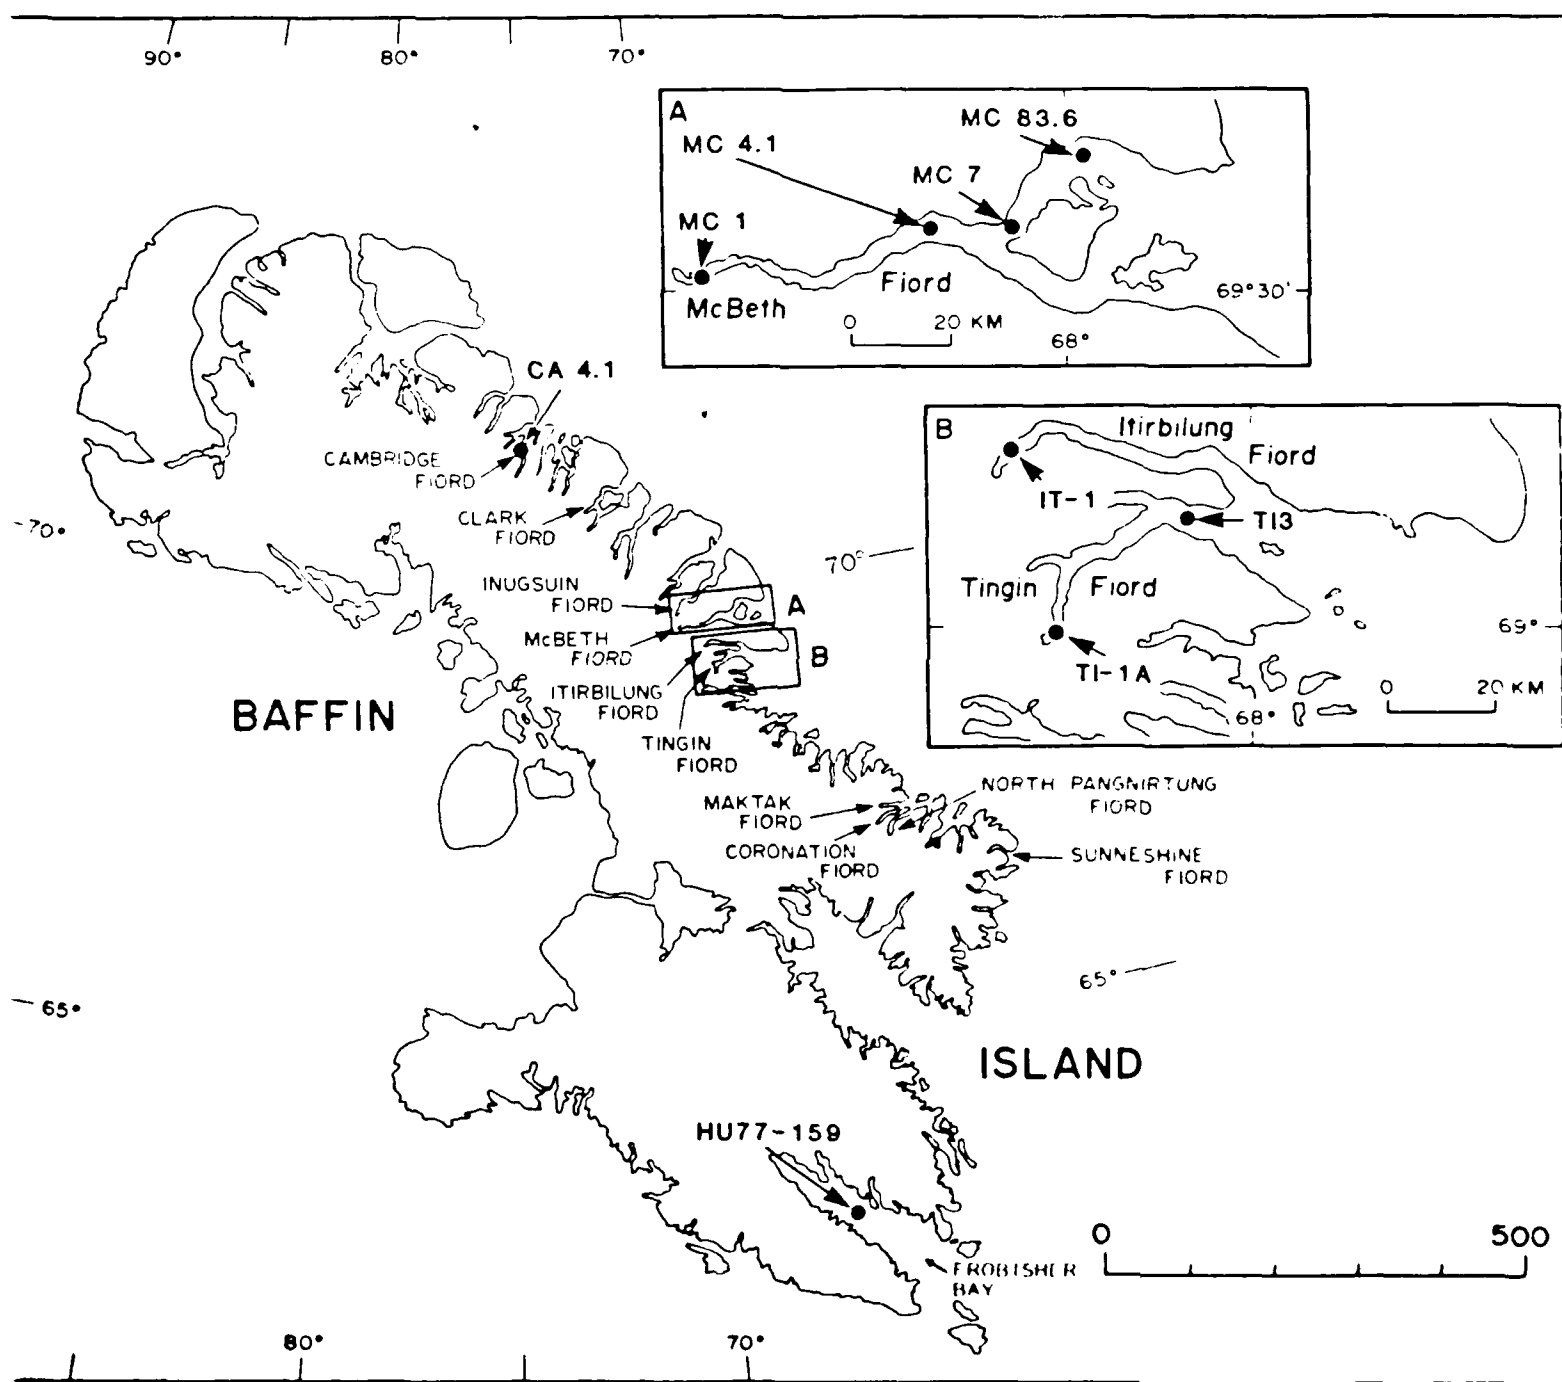 90°
80°
70°
A
MC 83.6
MC 4.1
MC 7
MC 1
Fiord
McBeth
69°30'
0 20 KM
68°
CA 4.1
CAMBRIDGE
FIORD
CLARK
FIORD
-70°
70°
INUGSUIN
FIORD
A
McBETH
FIORD
B
ITIRBILUNG
FIORD
TINGIN
FIORD
B
Itirbilung
Fiord
IT-1
TI3
Tingin Fiord
69°
TI-1A
0 20 KM
68°
BAFFIN
MAKTAK
FIORD
NORTH PANGNIRTUNG
FIORD
CORONATION
FIORD
SUNNESHINE
FIORD
65°
65°
ISLAND
HU77-159
FROBISHER
BAY
0 500
80°
70°